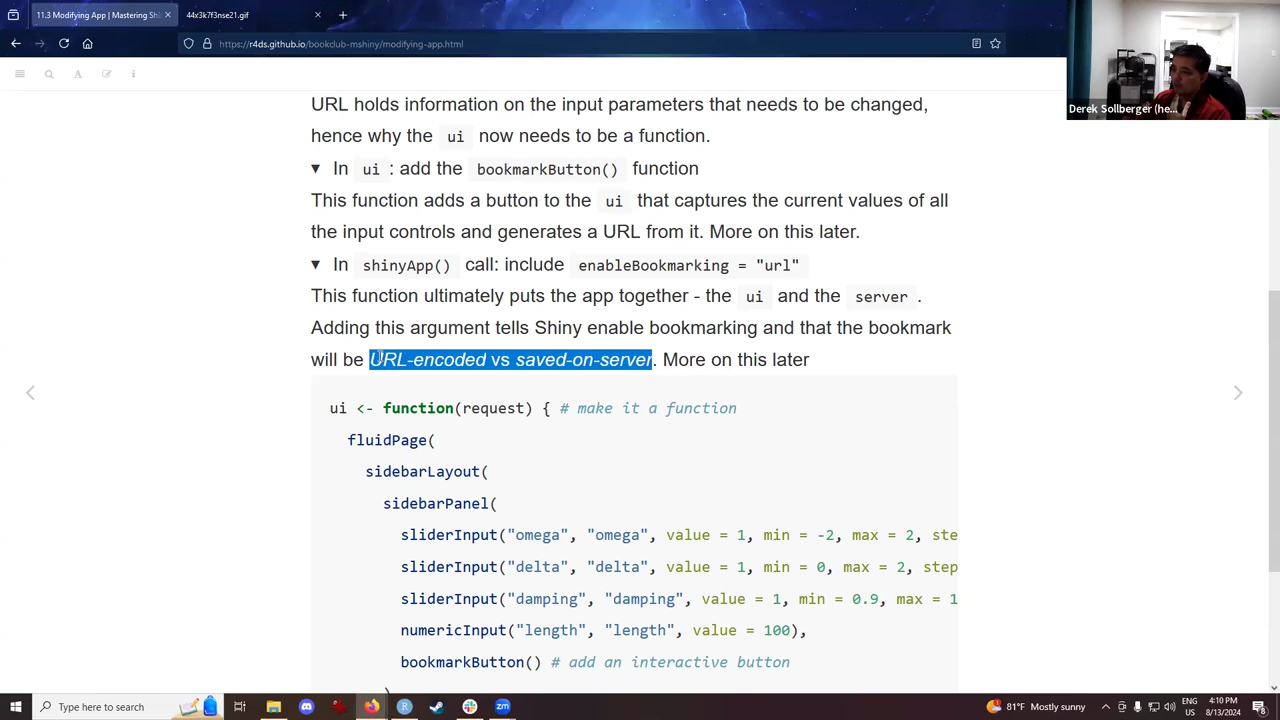 11.3 Modifying App | Mastering Shi
44x3k7f3nse21.gif
https://r4ds.github.io/bookclub-mshiny/modifying-app.html
Derek Sollberger (he...
URL holds information on the input parameters that needs to be changed,
hence why the ui now needs to be a function.
▼ In ui : add the bookmarkButton() function
This function adds a button to the ui that captures the current values of all
the input controls and generates a URL from it. More on this later.
▼ In shinyApp() call: include enableBookmarking = "url"
This function ultimately puts the app together - the ui and the server .
Adding this argument tells Shiny enable bookmarking and that the bookmark
will be URL-encoded vs saved-on-server. More on this later
ui <- function(request) { # make it a function
fluidPage(
sidebarLayout(
sidebarPanel(
sliderInput("omega", "omega", value = 1, min = -2, max = 2, ste
sliderInput("delta", "delta", value = 1, min = 0, max = 2, step
sliderInput("damping", "damping", value = 1, min = 0.9, max = 1
numericInput("length", "length", value = 100),
bookmarkButton() # add an interactive button
)
Type here to search
81°F Mostly sunny
ENG
US
4:10 PM
8/13/2024
8